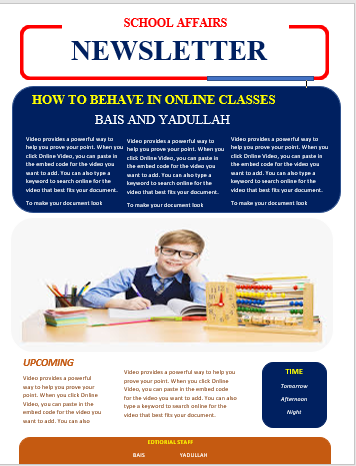 SCHOOL AFFAIRS
NEWSLETTER
HOW TO BEHAVE IN ONLINE CLASSES
BAIS AND YADULLAH
Video provides a powerful way to
help you prove your point. When you
click Online Video, you can paste in
the embed code for the video you
want to add. You can also type a
keyword to search online for the
video that best fits your document.
To make your document look
Video provides a powerful way to
help you prove your point. When you
click Online Video, you can paste in
the embed code for the video you
want to add. You can also type a
keyword to search online for the
video that best fits your document.
To make your document look
Video provides a powerful way to
help you prove your point. When you
click Online Video, you can paste in
the embed code for the video you
want to add. You can also type a
keyword to search online for the
video that best fits your document.
To make your document look
UPCOMING
Video provides a powerful
way to help you prove your
point. When you click Online
Video, you can paste in the
embed code for the video
you want to add. You can also
Video provides a powerful way to help you
prove your point. When you click Online
Video, you can paste in the embed code for
the video you want to add. You can also
type a keyword to search online for the
video that best fits your document.
TIME
Tomorrow
Afternoon
Night
EDITIORIAL STAFF
BAIS YADULLAH